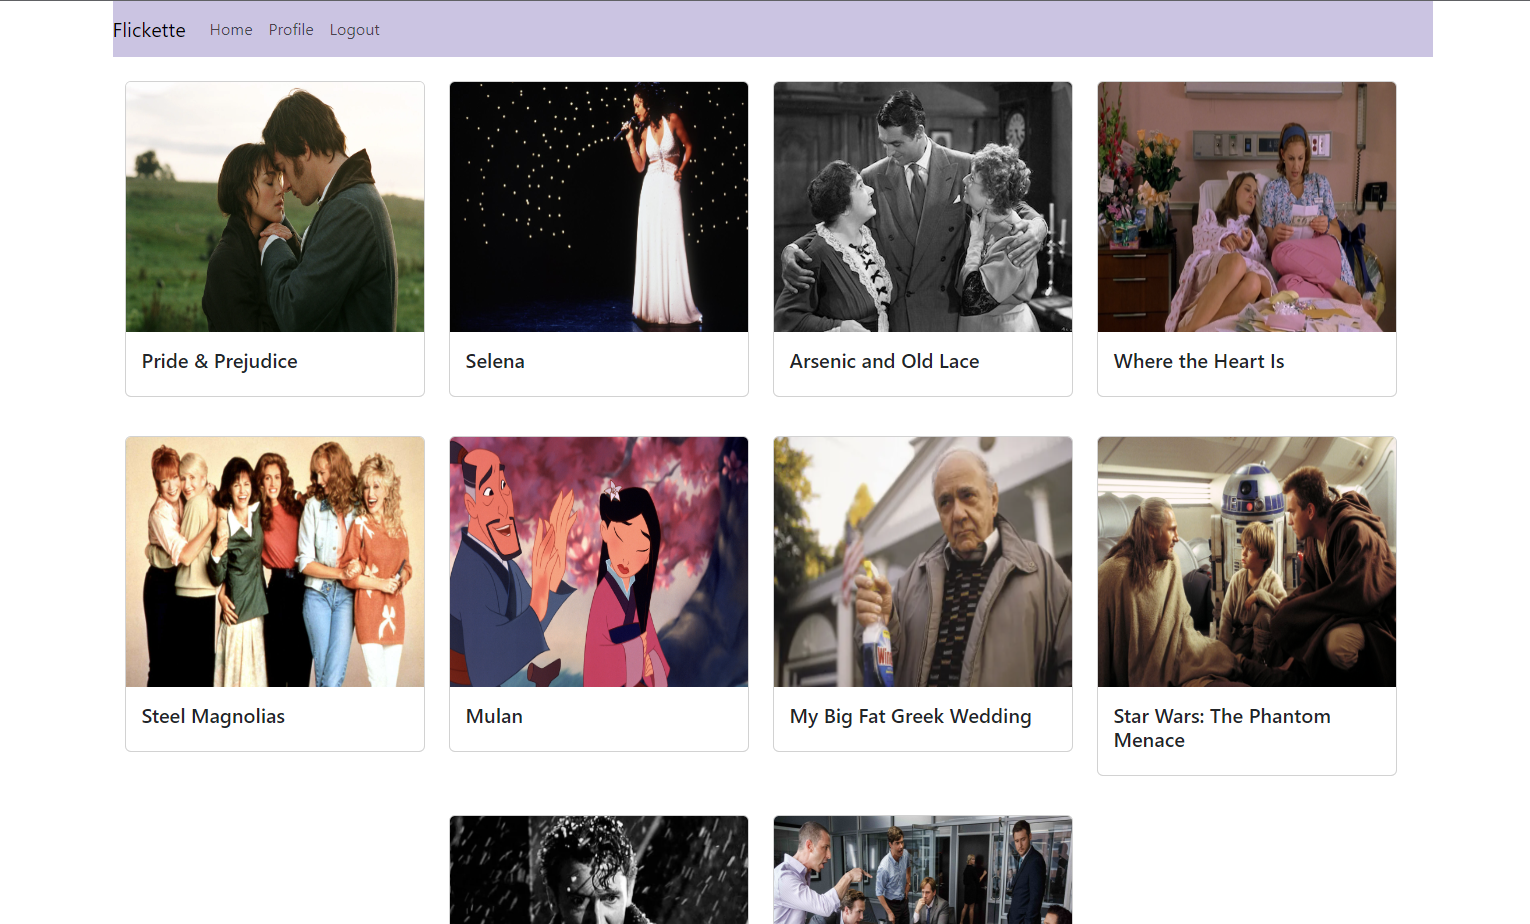 Flickette Home Profile Logout
Pride & Prejudice
Selena
Arsenic and Old Lace
Where the Heart Is
Steel Magnolias
Mulan
My Big Fat Greek Wedding
Star Wars: The Phantom
Menace